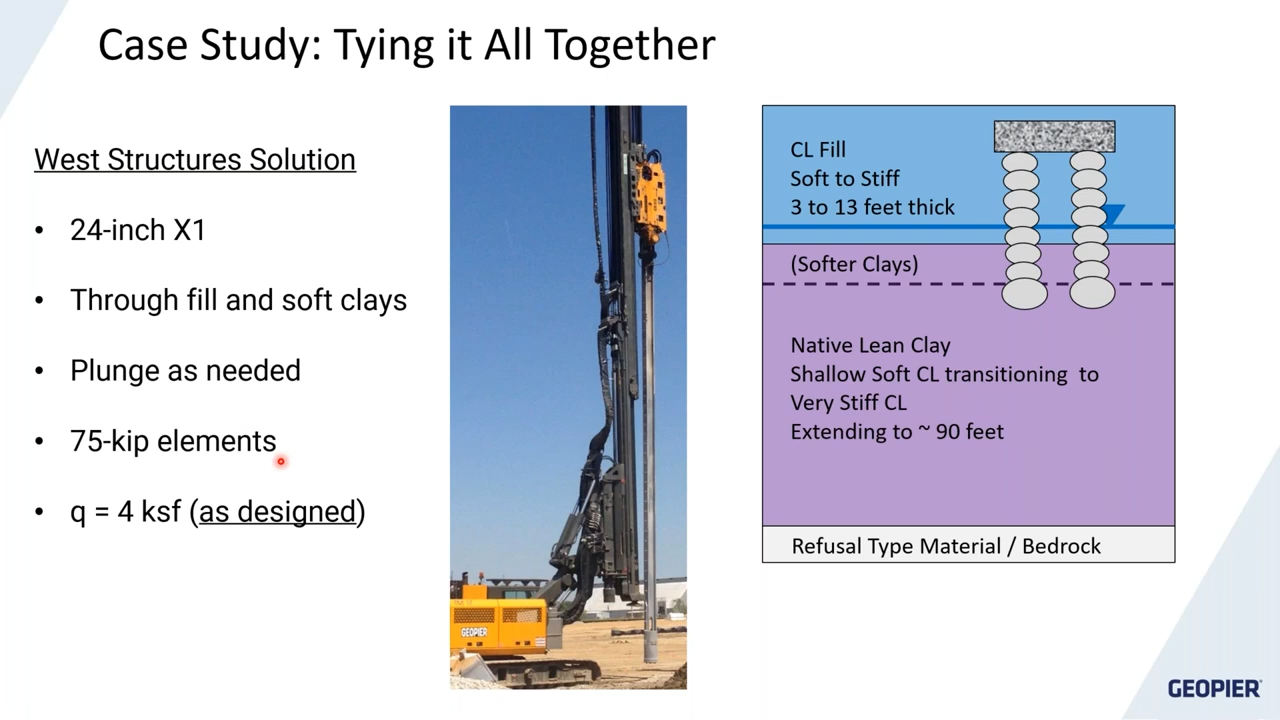 Case Study: Tying it All Together
West Structures Solution
• 24-inch X1
• Through fill and soft clays
• Plunge as needed
• 75-kip elements
• q = 4 ksf (as designed)
GEOPIER
CL Fill
Soft to Stiff
3 to 13 feet thick
(Softer Clays)
Native Lean Clay
Shallow Soft CL transitioning to
Very Stiff CL
Extending to ~ 90 feet
Refusal Type Material / Bedrock
GEOPIER